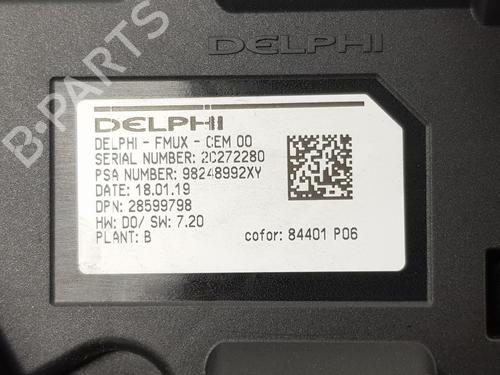 DELPHI
DELPHI
DELPHI - FMUX - CEM 00
SERIAL NUMBER: 2C272280
PSA NUMBER: 98248992XY
DATE: 18.01.19
DPN: 28599798
HW: D0/ SW: 7.20
PLANT: B
cofor: 84401 P06
B-PARTS